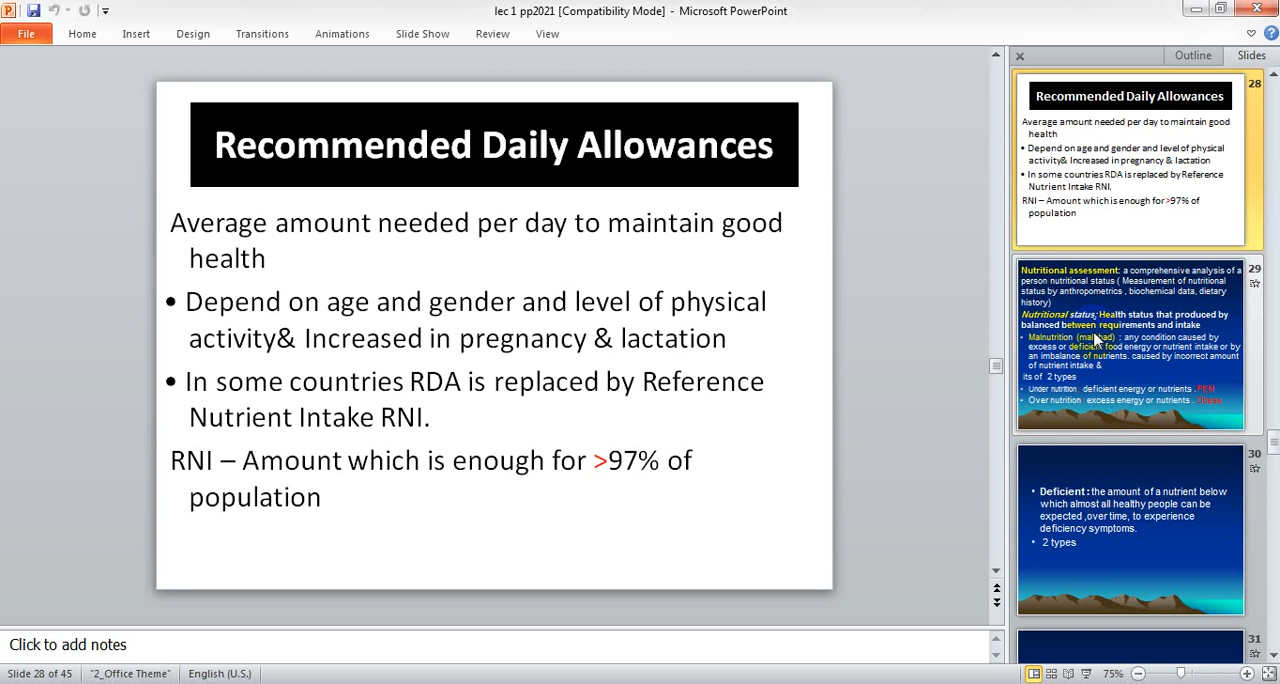 lec 1 pp2021 [Compatibility Mode] - Microsoft PowerPoint
File Home Insert Design Transitions Animations Slide Show Review View
Recommended Daily Allowances
Average amount needed per day to maintain good
health
• Depend on age and gender and level of physical
activity& Increased in pregnancy & lactation
• In some countries RDA is replaced by Reference
Nutrient Intake RNI.
RNI – Amount which is enough for >97% of
population
Click to add notes
Outline Slides
28
Recommended Daily Allowances
Average amount needed per day to maintain good
health
• Depend on age and gender and level of physical
activity& Increased in pregnancy & lactation
• In some countries RDA is replaced by Reference
Nutrient Intake RNI.
RNI – Amount which is enough for>97% of
population
29
Nutritional assessment: a comprehensive analysis of a
person nutritional status ( Measurement of nutritional
status by anthropometrics , biochemical data, dietary
history)
Nutritional status; Health status that produced by
balanced between requirements and intake
• Malnutrition : any condition caused by
excess or deficient food energy or nutrient intake or by
an imbalance of nutrients. caused by incorrect amount
of nutrient intake &
its of 2 types
• Under nutrition: deficient energy or nutrients .PEM
• Over nutrition excess energy or nutrients . Obese
30
• Deficient : the amount of a nutrient below
which almost all healthy people can be
expected ,over time, to experience
deficiency symptoms.
• 2 types
31
Slide 28 of 45 "2_Office Theme" English (U.S.) 75%